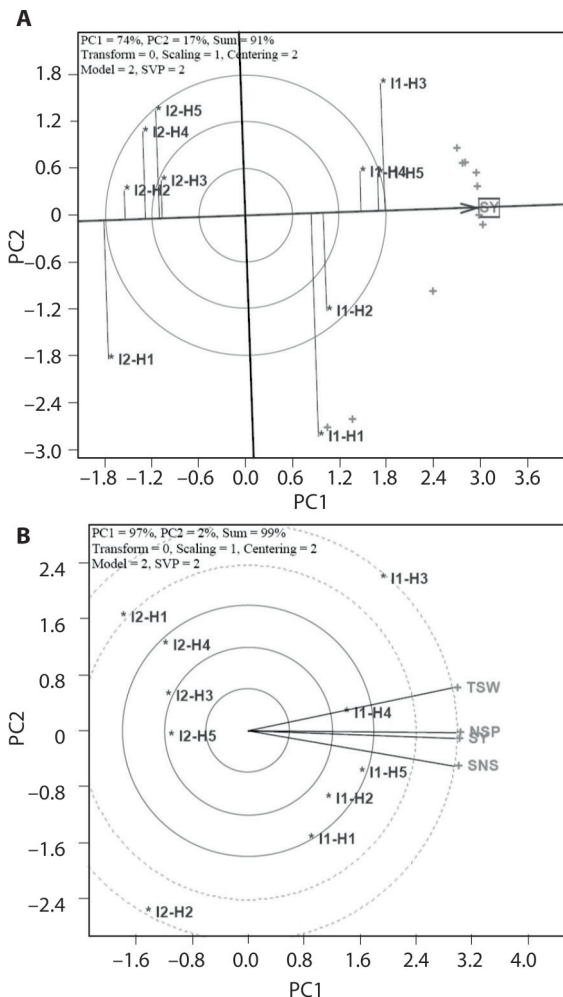 A
PC1 = 74%, PC2 = 17%, Sum = 91%
Transform = 0, Scaling = 1, Centering = 2
Model = 2, SVP = 2
1.8
I1-H3
I2-H5
1.2
I2-H4
0.6
I2-H3
I1-H4
H5
I2-H2
0
SY
PC2
−0.6
−1.2
I1-H2
−1.8
I2-H1
−2.4
I1-H1
−3.0
−1.8 −1.2 −0.6 0.0 0.6 1.2 1.8 2.4 3.0 3.6
PC1
B
PC1 = 97%, PC2 = 2%, Sum = 99%
Transform = 0, Scaling = 1, Centering = 2
Model = 2, SVP = 2
2.4
I1-H3
1.6
I2-H1
I2-H4
0.8
TSW
I2-H3
I1-H4
PC2
0
I2-H5
NSP
SY
SNS
I1-H5
−0.8
I1-H2
−1.6
I1-H1
−2.4
I2-H2
−1.6 −0.8 0.0 0.8 1.6 2.4 3.2 4.0
PC1